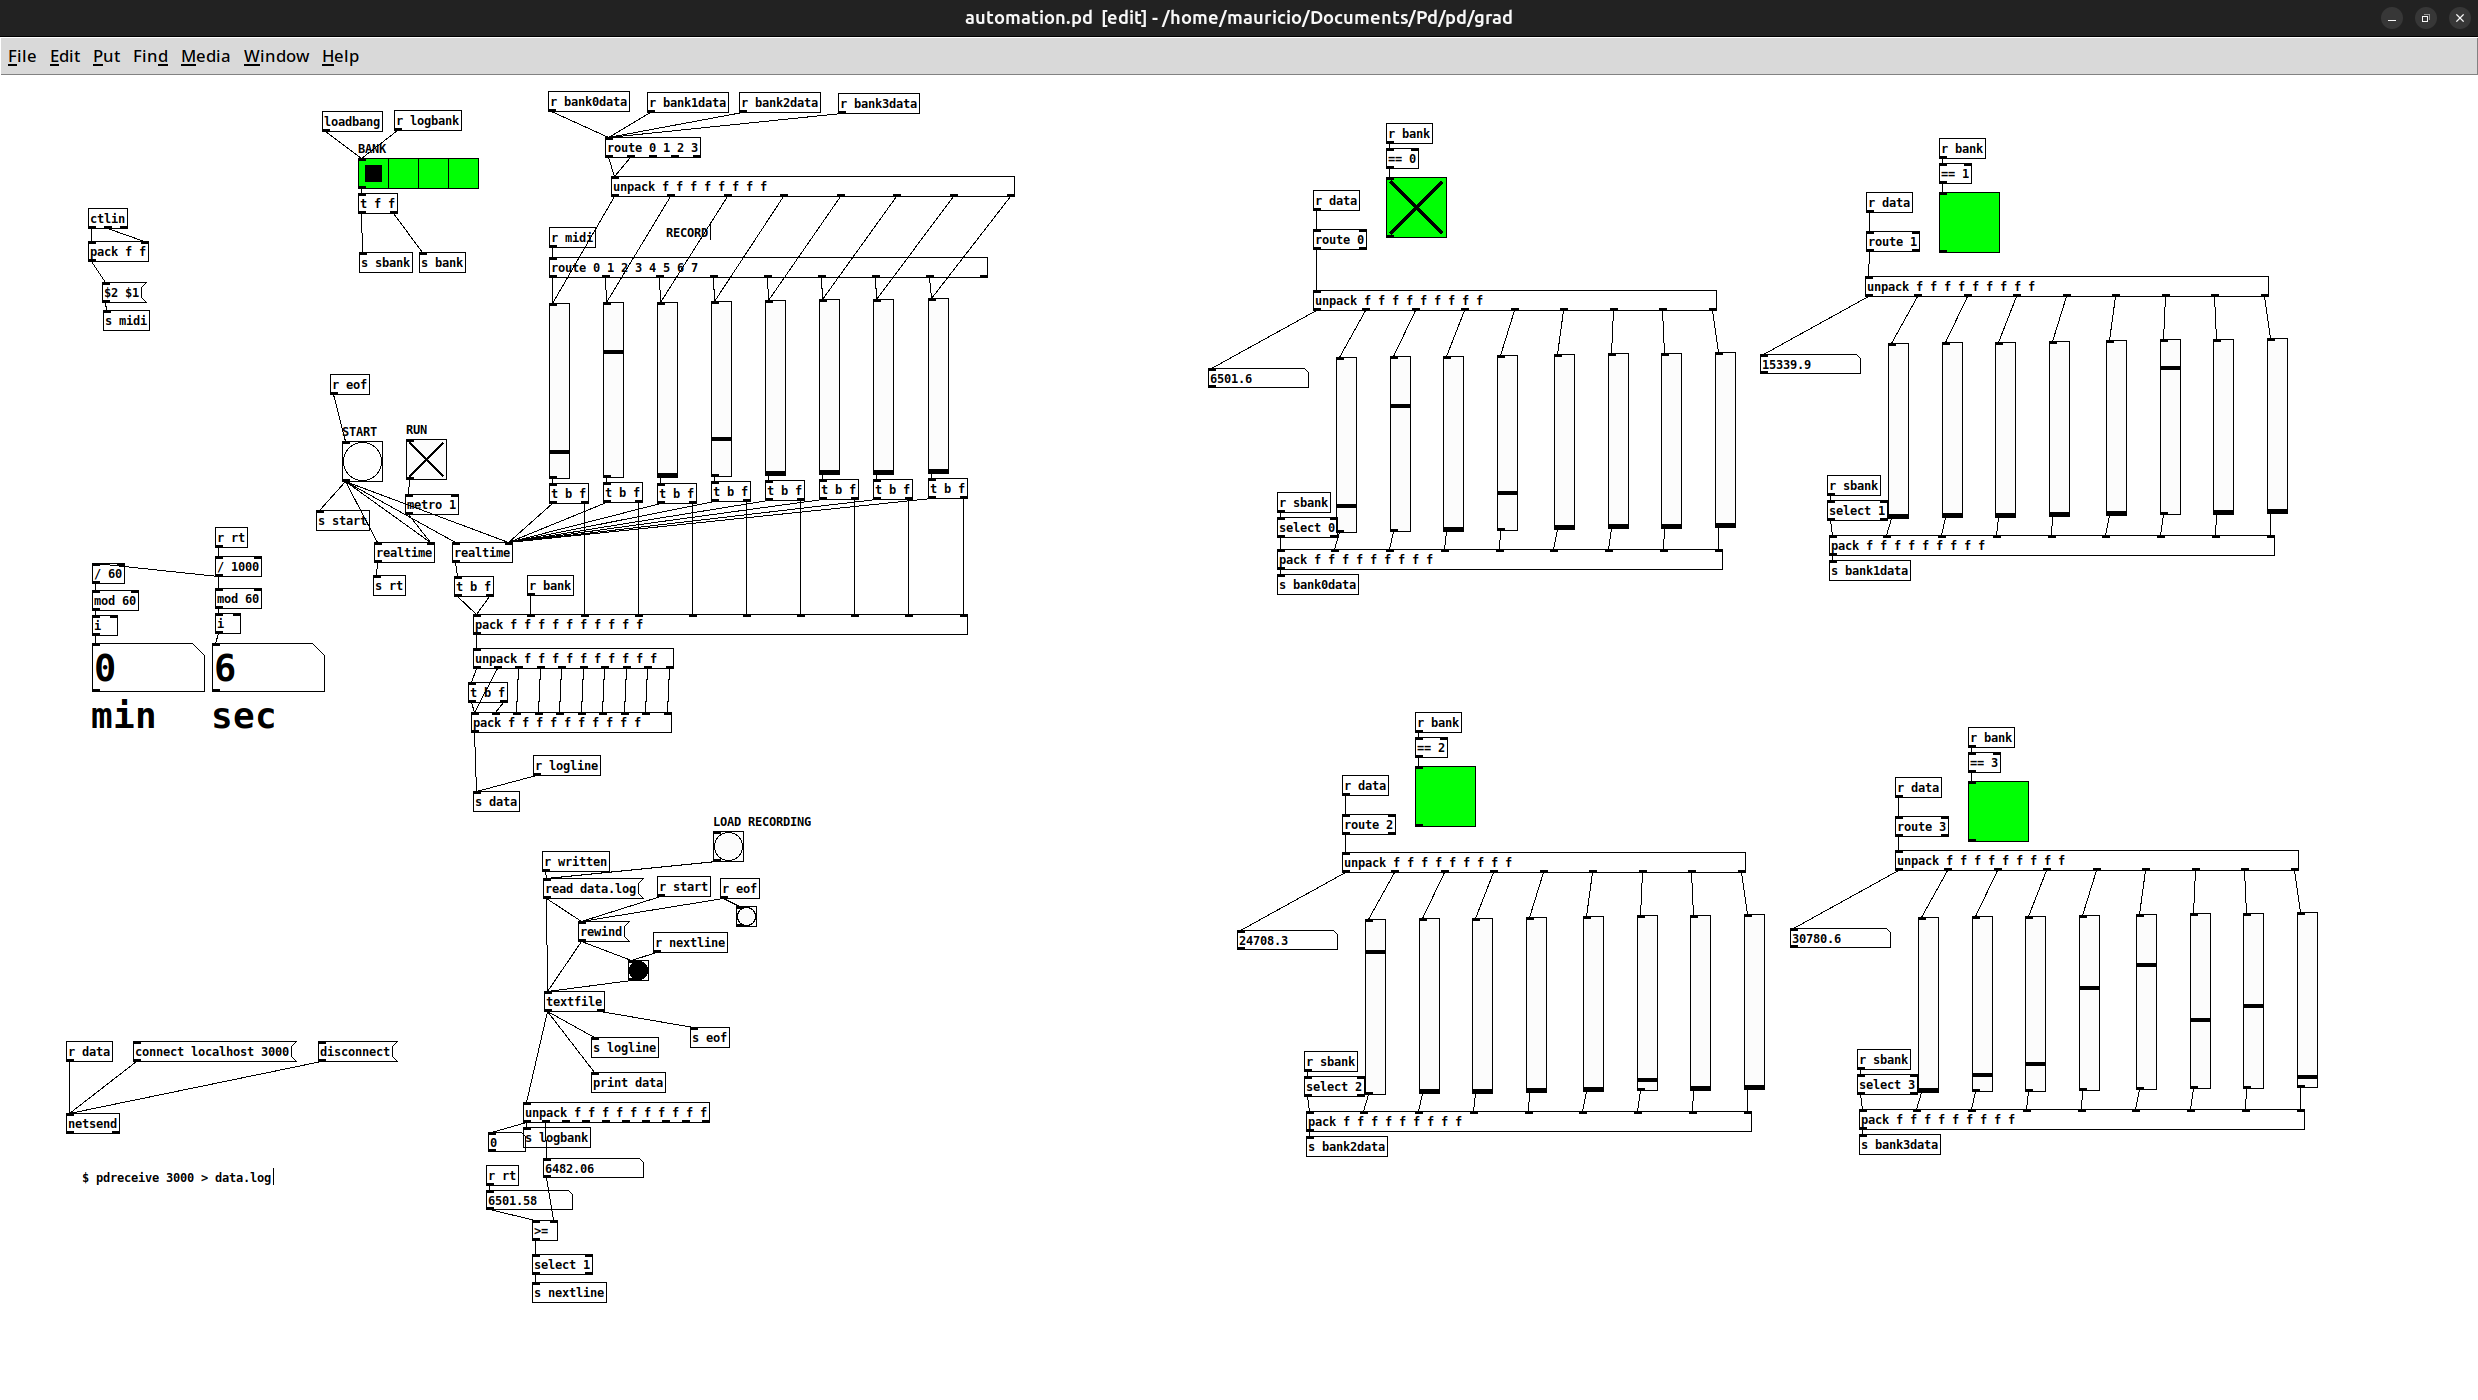 automation.pd [edit] - /home/mauricio/Documents/Pd/pd/grad
File Edit Put Find Media Window Help
r bank0data
r bank1data
r bank2data
r bank3data
route 0 1 2 3
unpack f f f f f f f f
loadbang
r logbank
BANK
t f f
s sbank
s bank
ctlin
pack f f
$2 $1
s midi
r midi
RECORD
route 0 1 2 3 4 5 6 7
r eof
START
RUN
metro 1
s start
t b f
t b f
t b f
t b f
t b f
t b f
t b f
t b f
realtime
realtime
s rt
t b f
r bank
r rt
/ 60
/ 1000
mod 60
mod 60
i
i
0
6
min
sec
pack f f f f f f f f f f
unpack f f f f f f f f f f
t b f
pack f f f f f f f f f f
r logline
s data
LOAD RECORDING
r written
read data.log
r start
r eof
rewind
r nextline
textfile
s eof
s logline
print data
unpack f f f f f f f f f f
0
s logbank
6482.06
r rt
6501.58
>=
select 1
s nextline
r data
connect localhost 3000
disconnect
netsend
$ pdreceive 3000 > data.log
r bank
== 0
r data
route 0
unpack f f f f f f f f f
6501.6
r sbank
select 0
pack f f f f f f f f f
s bank0data
r bank
== 1
r data
route 1
unpack f f f f f f f f f
15339.9
r sbank
select 1
pack f f f f f f f f f
s bank1data
r bank
== 2
r data
route 2
unpack f f f f f f f f f
24708.3
r sbank
select 2
pack f f f f f f f f f
s bank2data
r bank
== 3
r data
route 3
unpack f f f f f f f f f
30780.6
r sbank
select 3
pack f f f f f f f f f
s bank3data